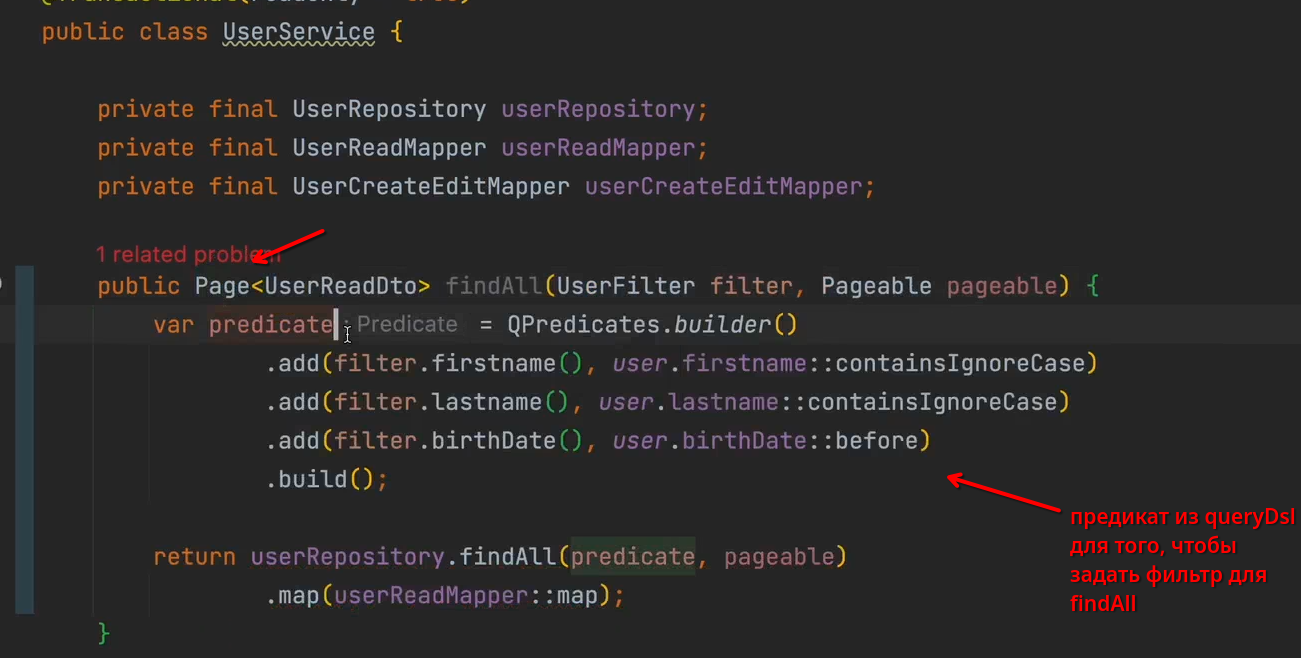 public class UserService {
private final UserRepository userRepository;
private final UserReadMapper userReadMapper;
private final UserCreateEditMapper userCreateEditMapper;
1 related problem
public Page<UserReadDto> findAll(UserFilter filter, Pageable pageable) {
var predicate : Predicate = QPredicates.builder()
.add(filter.firstname(), user.firstname::containsIgnoreCase)
.add(filter.lastname(), user.lastname::containsIgnoreCase)
.add(filter.birthDate(), user.birthDate::before)
.build();
предикат из queryDsl
для того, чтобы
задать фильтр для
findAll
return userRepository.findAll(predicate, pageable)
.map(userReadMapper::map);
}